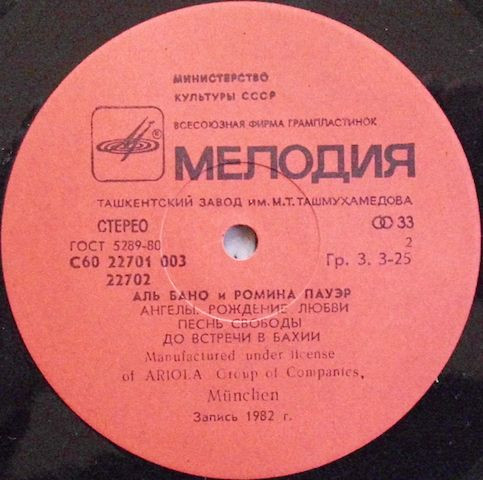 МИНИСТЕРСТВО
КУЛЬТУРЫ СССР
ВСЕСОЮЗНАЯ ФИРМА ГРАМПЛАСТИНОК
МЕЛОДИЯ
ТАШКЕНТСКИЙ ЗАВОД ИМ. М.Т. ТАШМУХАМЕДОВА
СТЕРЕО 33
ГОСТ 5289-80 2
С60 22701 003 Гр. 3. 3-25
22702
АЛЬ БАНО и РОМИНА ПАУЭР
АНГЕЛЫ. РОЖДЕНИЕ ЛЮБВИ
ПЕСНЬ СВОБОДЫ
ДО ВСТРЕЧИ В БАХИИ
Manufactured under license
of ARIOLA Group of Companies,
München
Запись 1982 г.